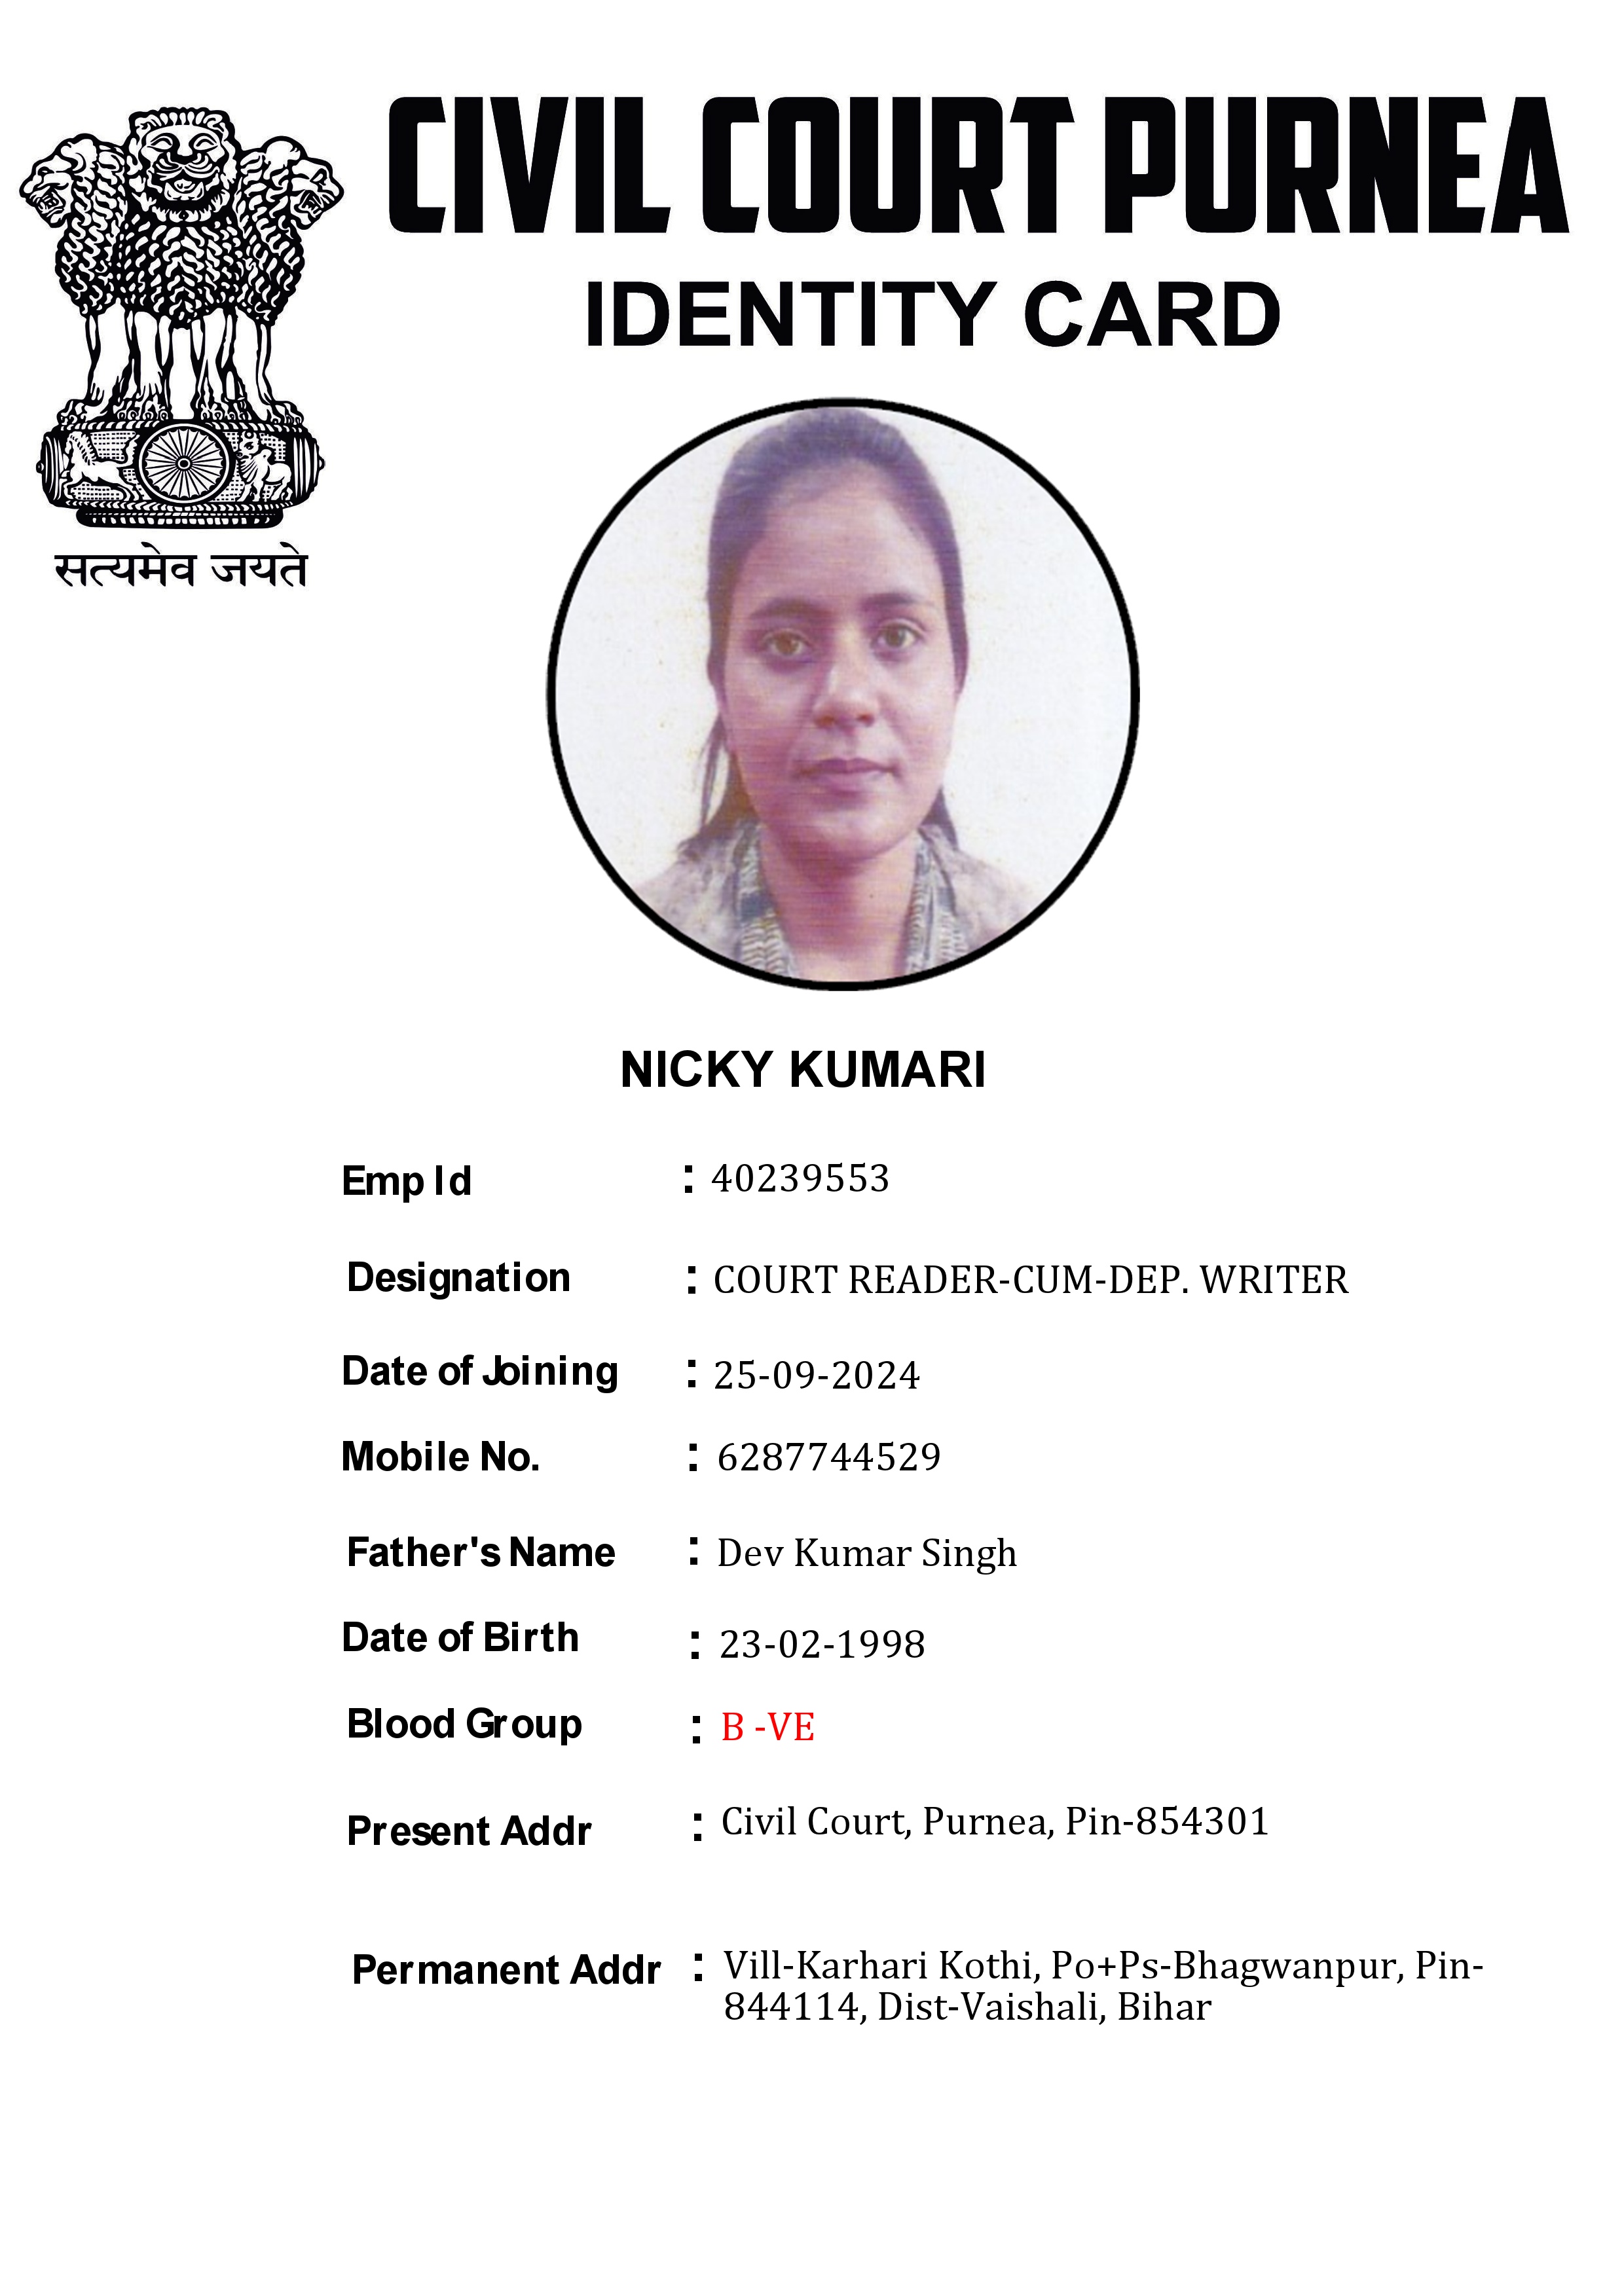 CIVIL COURT PURNEA
IDENTITY CARD
सत्यमेव जयते
NICKY KUMARI
Emp Id : 40239553
Designation : COURT READER-CUM-DEP. WRITER
Date of Joining : 25-09-2024
Mobile No. : 6287744529
Father's Name : Dev Kumar Singh
Date of Birth : 23-02-1998
Blood Group : B -VE
Present Addr : Civil Court, Purnea, Pin-854301
Permanent Addr : Vill-Karhari Kothi, Po+Ps-Bhagwanpur, Pin-
844114, Dist-Vaishali, Bihar